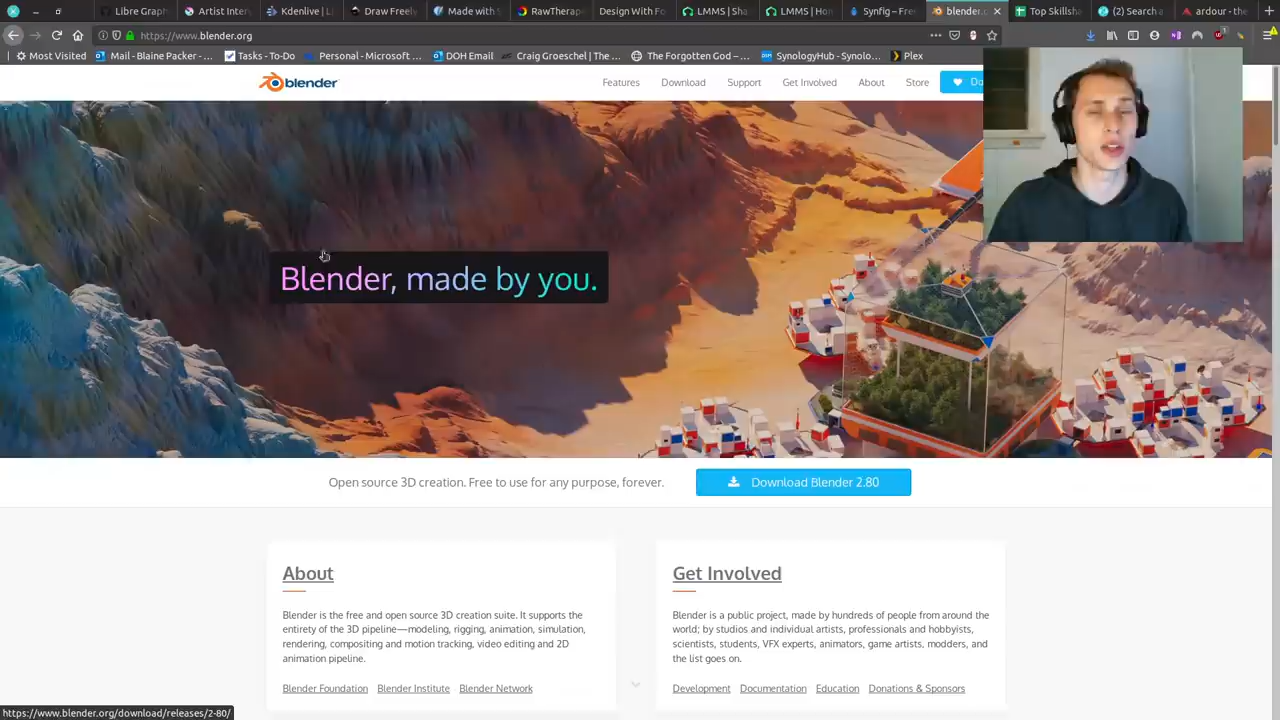 Libre Grap
Artist Inter
Kdenlive | L
Draw Freely
Made with
RawTherap
Design With Fo
LMMS | Sha
LMMS | Hon
Synfig – Free
blender.o
Top Skillsha
(2) Search a
ardour - the
https://www.blender.org
Most Visited
Mail - Blaine Packer -...
Tasks - To-Do
Personal - Microsoft ...
DOH Email
Craig Groeschel | The ...
The Forgotten God – ...
SynologyHub - Synolo...
Plex
blender
Features
Download
Support
Get Involved
About
Store
Do
Blender, made by you.
Open source 3D creation. Free to use for any purpose, forever.
Download Blender 2.80
About
Blender is the free and open source 3D creation suite. It supports the
entirety of the 3D pipeline—modeling, rigging, animation, simulation,
rendering, compositing and motion tracking, video editing and 2D
animation pipeline.
Blender Foundation Blender Institute Blender Network
Get Involved
Blender is a public project, made by hundreds of people from around the
world; by studios and individual artists, professionals and hobbyists,
scientists, students, VFX experts, animators, game artists, modders, and
the list goes on.
Development Documentation Education Donations & Sponsors
https://www.blender.org/download/releases/2-80/